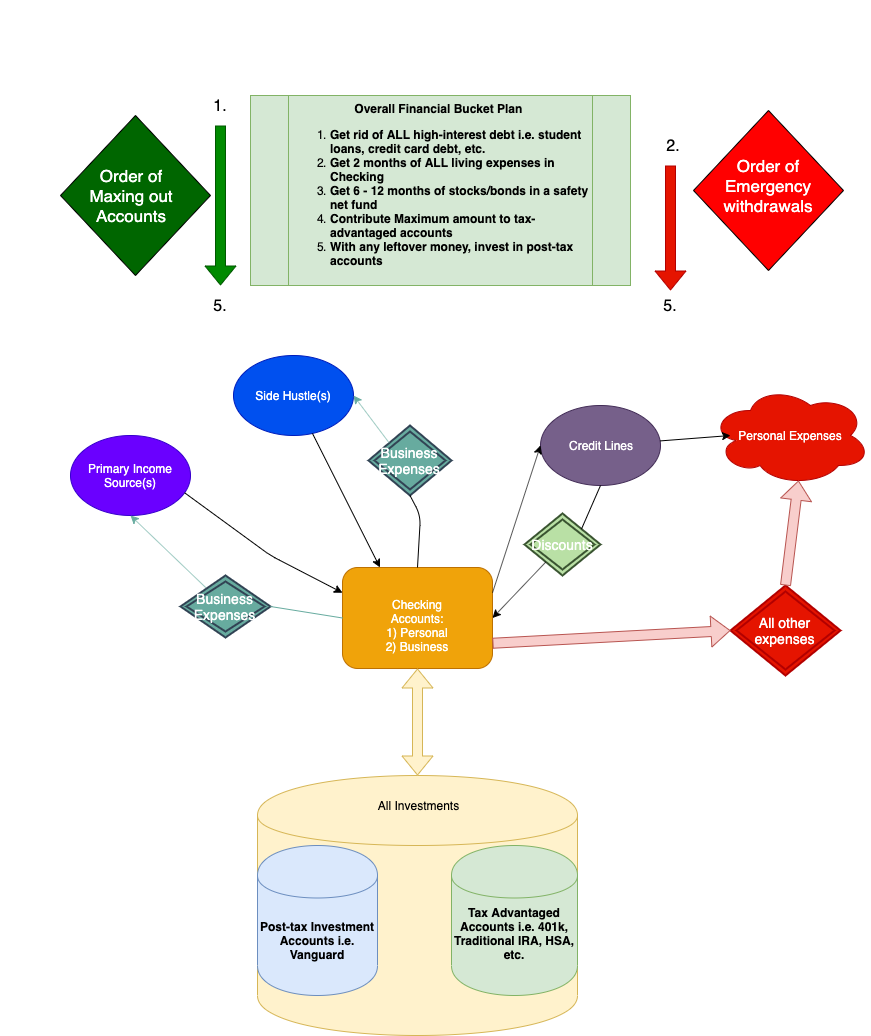 1.
Overall Financial Bucket Plan
1. Get rid of ALL high-interest debt i.e. student
loans, credit card debt, etc.
2. Get 2 months of ALL living expenses in
Checking
3. Get 6 - 12 months of stocks/bonds in a safety
net fund
4. Contribute Maximum amount to tax-
advantaged accounts
5. With any leftover money, invest in post-tax
accounts
Order of
Maxing out
Accounts
5.
2.
Order of
Emergency
withdrawals
5.
Side Hustle(s)
Business
Expenses
Credit Lines
Personal Expenses
Primary Income
Source(s)
Discounts
Business
Expenses
Checking
Accounts:
1) Personal
2) Business
All other
expenses
All Investments
Post-tax Investment
Accounts i.e.
Vanguard
Tax Advantaged
Accounts i.e. 401k,
Traditional IRA, HSA,
etc.